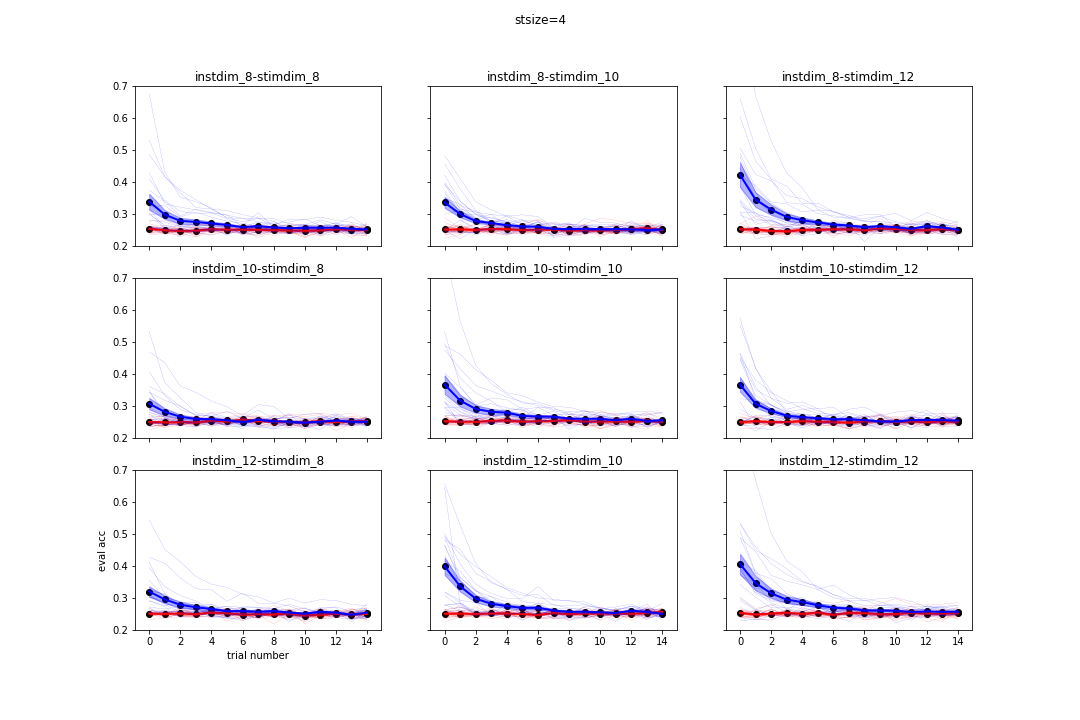 stsize=4
instdim_8-stimdim_8
instdim_8-stimdim_10
instdim_8-stimdim_12
0.7
0.6
0.5
0.4
0.3
0.2
instdim_10-stimdim_8
instdim_10-stimdim_10
instdim_10-stimdim_12
0.7
0.6
0.5
0.4
0.3
0.2
instdim_12-stimdim_8
instdim_12-stimdim_10
instdim_12-stimdim_12
0.7
0.6
0.5
0.4
0.3
0.2
eval acc
0 2 4 6 8 10 12 14
0 2 4 6 8 10 12 14
0 2 4 6 8 10 12 14
trial number